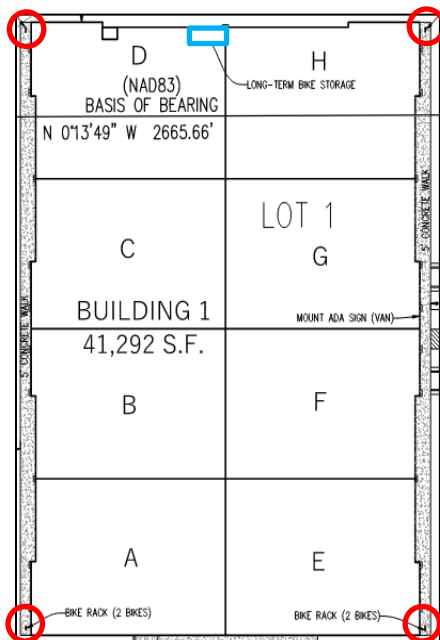 D
H
LONG-TERM BIKE STORAGE
(NAD83)
BASIS OF BEARING
N 0°13'49" W 2665.66'
LOT 1
5' CONCRETE WALK
C
G
BUILDING 1
MOUNT ADA SIGN (VAN)
41,292 S.F.
5' CONCRETE WALK
B
F
A
E
BIKE RACK (2 BIKES)
BIKE RACK (2 BIKES)